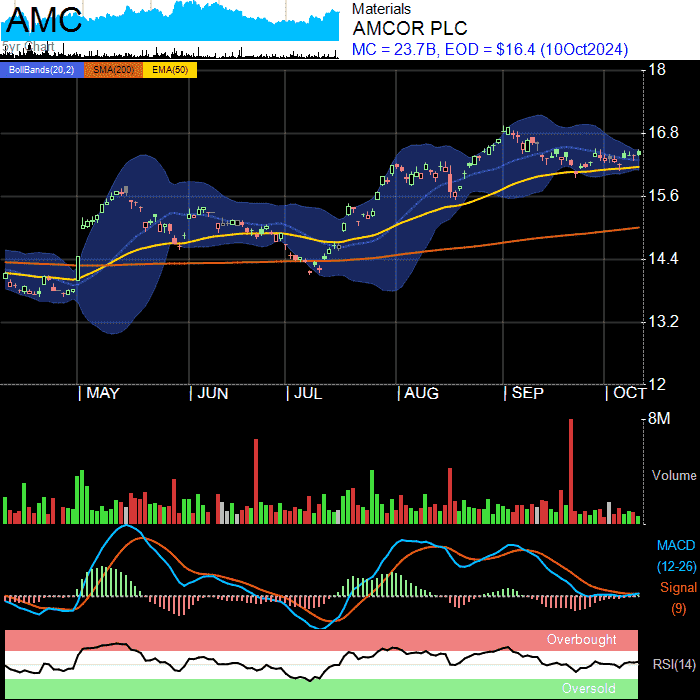 AMC
5yr Chart
Materials
AMCOR PLC
MC = 23.7B, EOD = $16.4 (10Oct2024)
BollBands(20,2) SMA(200) EMA(50)
18
16.8
15.6
14.4
13.2
12
| MAY | JUN | JUL | AUG | SEP | OCT
8M
Volume
MACD
(12-26)
Signal
(9)
Overbought
RSI(14)
Oversold